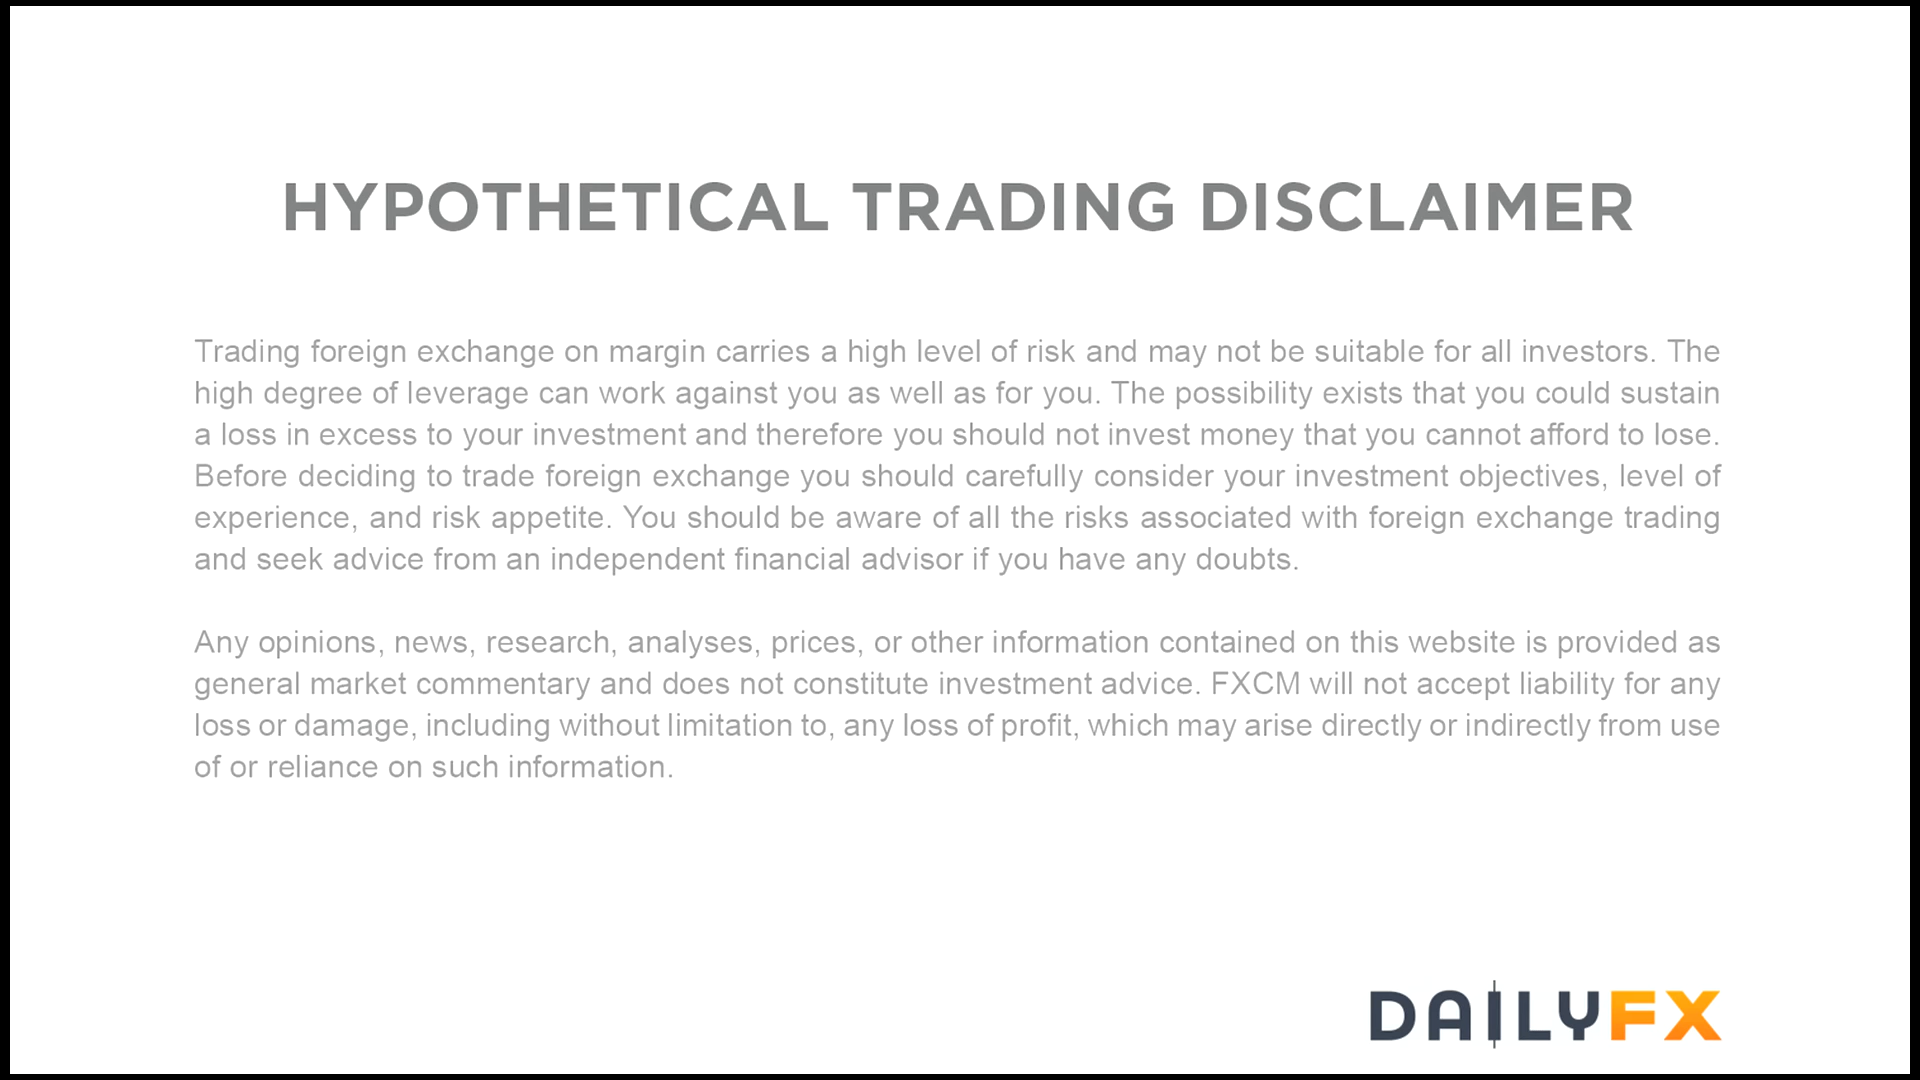 HYPOTHETICAL TRADING DISCLAIMER
Trading foreign exchange on margin carries a high level of risk and may not be suitable for all investors. The
high degree of leverage can work against you as well as for you. The possibility exists that you could sustain
a loss in excess to your investment and therefore you should not invest money that you cannot afford to lose.
Before deciding to trade foreign exchange you should carefully consider your investment objectives, level of
experience, and risk appetite. You should be aware of all the risks associated with foreign exchange trading
and seek advice from an independent financial advisor if you have any doubts.
Any opinions, news, research, analyses, prices, or other information contained on this website is provided as
general market commentary and does not constitute investment advice. FXCM will not accept liability for any
loss or damage, including without limitation to, any loss of profit, which may arise directly or indirectly from use
of or reliance on such information.
DAILYFX